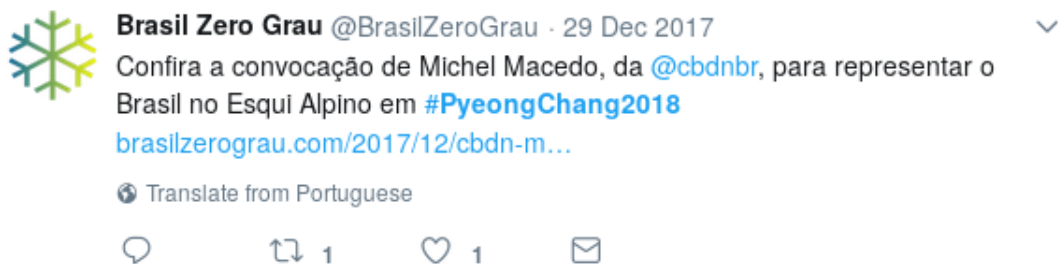 Brasil Zero Grau @BrasilZeroGrau · 29 Dec 2017
Confira a convocação de Michel Macedo, da @cbdnbr, para representar o
Brasil no Esqui Alpino em #PyeongChang2018
brasilzerograu.com/2017/12/cbdn-m…
Translate from Portuguese
1 1